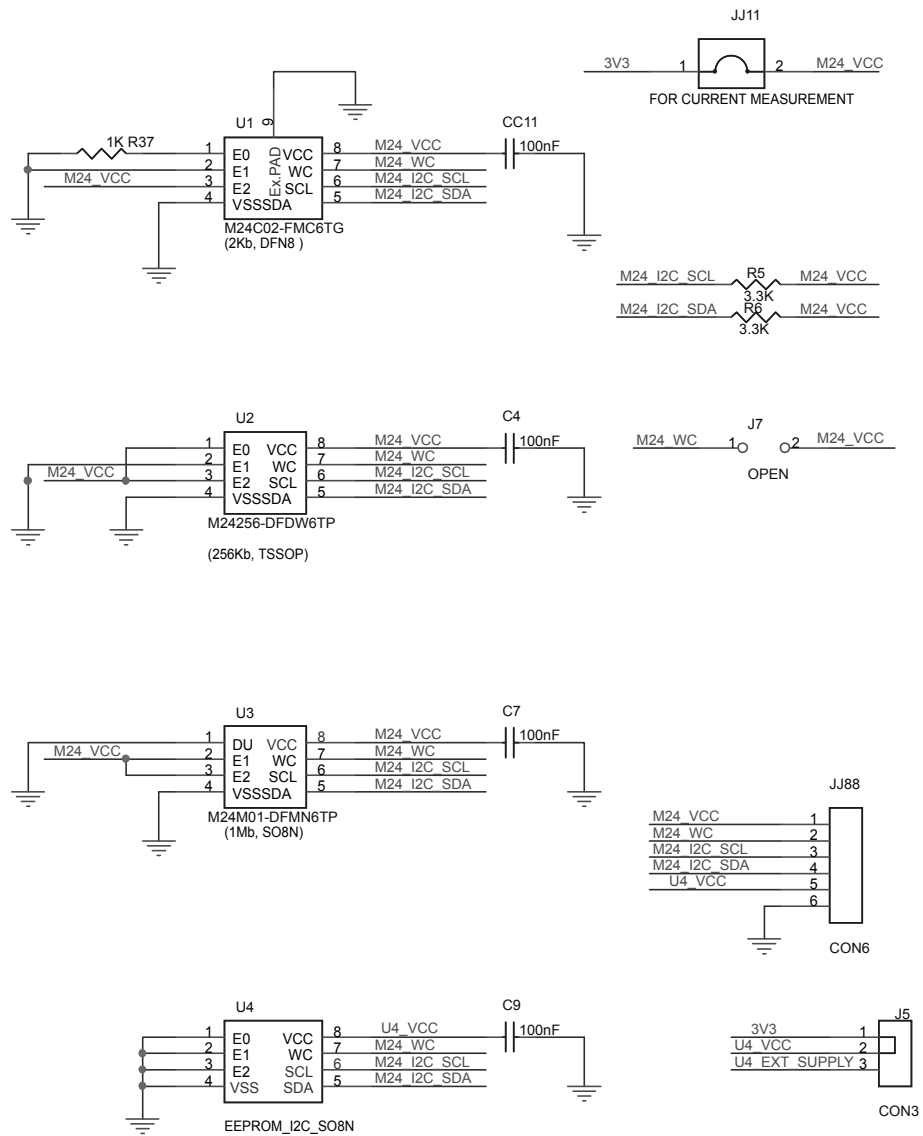 JJ11
3V3 1 2 M24_VCC
FOR CURRENT MEASUREMENT
U1
9
CC11
1K R37
1 E0 VCC 8 M24_VCC 100nF
2 E1 WC 7 M24_WC
M24_VCC 3 E2 SCL 6 M24_I2C_SCL
4 VSSSDA 5 M24_I2C_SDA
Ex.PAD
M24C02-FMC6TG
(2Kb, DFN8 )
M24_I2C_SCL R5 M24_VCC
3.3K
M24_I2C_SDA R6 M24_VCC
3.3K
U2
C4
1 E0 VCC 8 M24_VCC 100nF
2 E1 WC 7 M24_WC
M24_VCC 3 E2 SCL 6 M24_I2C_SCL
4 VSSSDA 5 M24_I2C_SDA
M24256-DFDW6TP
(256Kb, TSSOP)
J7
M24_WC 1 2 M24_VCC
OPEN
U3
C7
1 DU VCC 8 M24_VCC 100nF
M24_VCC 2 E1 WC 7 M24_WC
3 E2 SCL 6 M24_I2C_SCL
4 VSSSDA 5 M24_I2C_SDA
M24M01-DFMN6TP
(1Mb, SO8N)
JJ88
M24_VCC 1
M24_WC 2
M24_I2C_SCL 3
M24_I2C_SDA 4
U4_VCC 5
6
CON6
U4
C9
1 E0 VCC 8 U4_VCC 100nF
2 E1 WC 7 M24_WC
3 E2 SCL 6 M24_I2C_SCL
4 VSS SDA 5 M24_I2C_SDA
EEPROM_I2C_SO8N
J5
3V3 1
U4_VCC 2
U4_EXT_SUPPLY 3
CON3